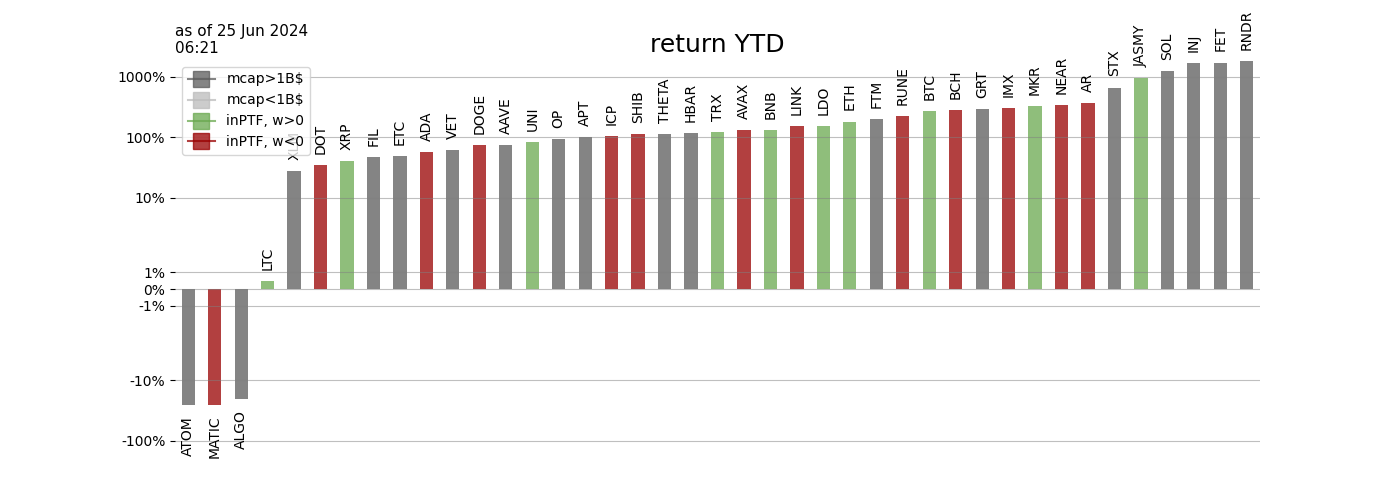 as of 25 Jun 2024
06:21
return YTD
mcap>1B$
mcap<1B$
inPTF, w>0
inPTF, w<0
1000%
100%
10%
1%
0%
-1%
-10%
-100%
ATOM
MATIC
ALGO
LTC
DOT
XRP
FIL
ETC
ADA
VET
DOGE
AAVE
UNI
OP
APT
ICP
SHIB
THETA
HBAR
TRX
AVAX
BNB
LINK
LDO
ETH
FTM
RUNE
BTC
BCH
GRT
IMX
MKR
NEAR
AR
STX
JASMY
SOL
INJ
FET
RNDR